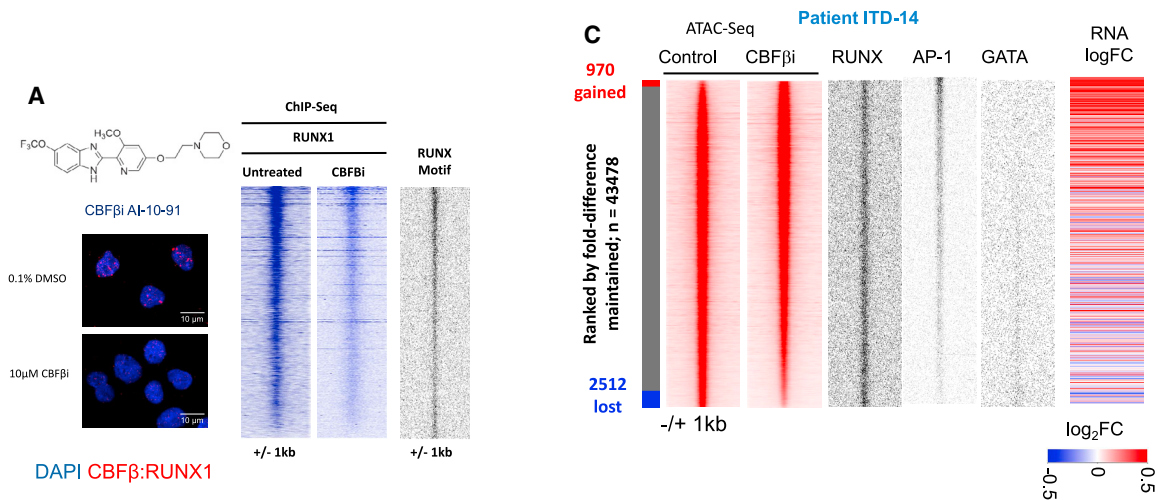 A
ChIP-Seq
RUNX1
Untreated
CBFBi
RUNX
Motif
F₃CO
H₃CO
N
N
H
N
O
N
O
CBFβi AI-10-91
0.1% DMSO
10 µm
10µM CBFβi
10 µm
+/- 1kb
+/- 1kb
DAPI CBFβ:RUNX1
C
Patient ITD-14
ATAC-Seq
Control
CBFβi
RUNX
AP-1
GATA
RNA
logFC
970
gained
Ranked by fold-difference
maintained; n = 43478
2512
lost
-/+ 1kb
log₂FC
-0.5
0
0.5